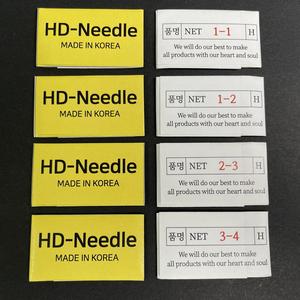 HD-Needle
MADE IN KOREA
품명 NET 1-1 H
We will do our best to make
all products with our heart and soul
HD-Needle
MADE IN KOREA
품명 NET 1-2 H
We will do our best to make
all products with our heart and soul
HD-Needle
MADE IN KOREA
품명 NET 2-3 H
We will do our best to make
all products with our heart and soul
HD-Needle
MADE IN KOREA
품명 NET 3-4 H
We will do our best to make
all products with our heart and soul